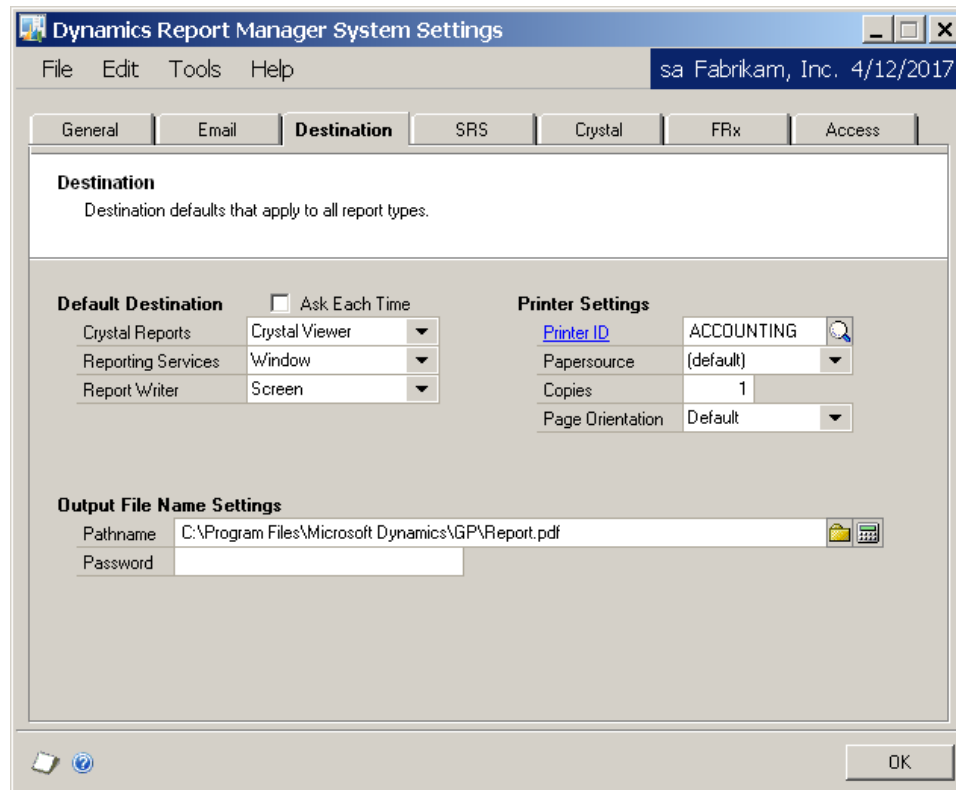 Dynamics Report Manager System Settings
File Edit Tools Help sa Fabrikam, Inc. 4/12/2017
General Email Destination SRS Crystal FRx Access
Destination
Destination defaults that apply to all report types.
Default Destination Ask Each Time
Crystal Reports Crystal Viewer
Reporting Services Window
Report Writer Screen
Printer Settings
Printer ID ACCOUNTING
Papersource (default)
Copies 1
Page Orientation Default
Output File Name Settings
Pathname C:\Program Files\Microsoft Dynamics\GP\Report.pdf
Password
OK